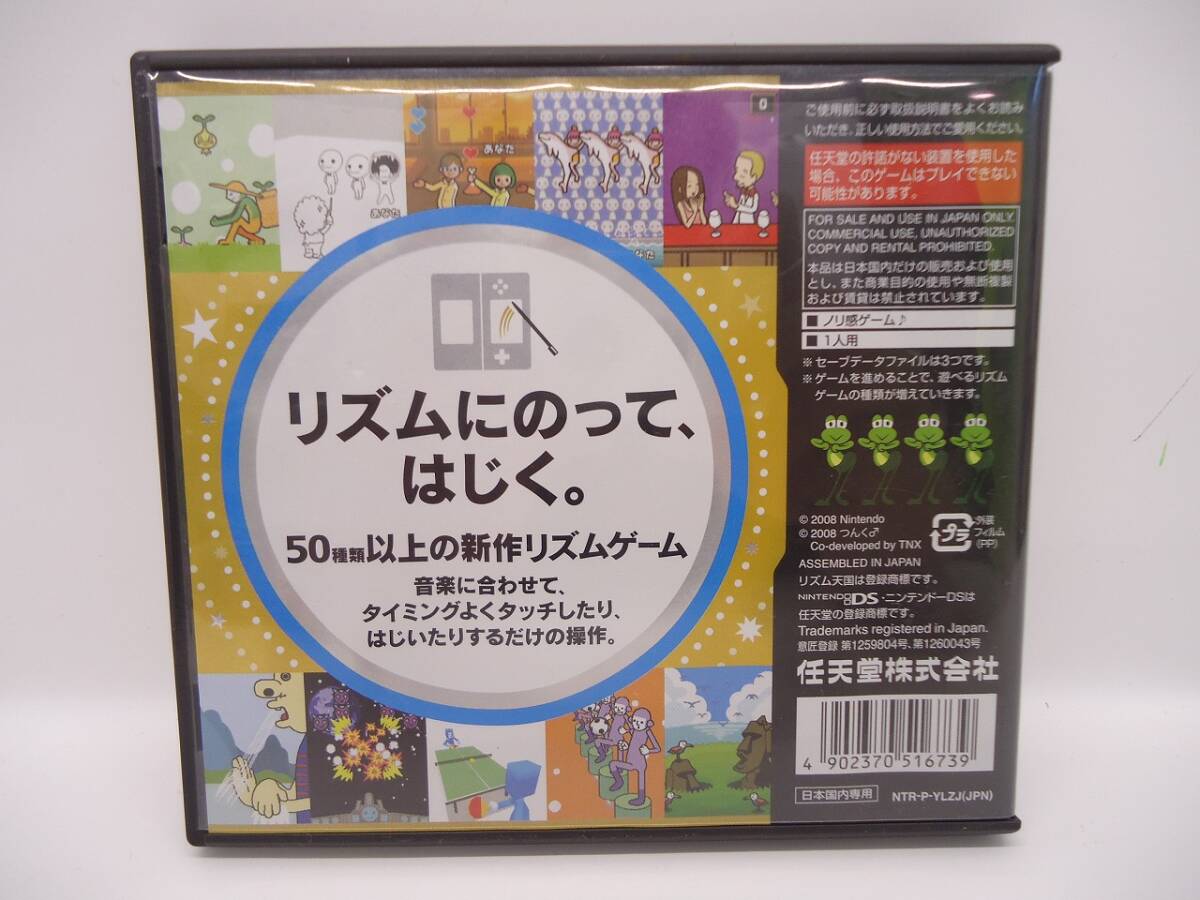 あなた
あなた
0
リズムにのって、
はじく。
50種類以上の新作リズムゲーム
音楽に合わせて、
タイミングよくタッチしたり、
はじいたりするだけの操作。
ご使用前に必ず取扱説明書をよくお読み
いただき、正しい使用方法でご愛用ください。
任天堂の許諾がない装置を使用した
場合、このゲームはプレイできない
可能性があります。
FOR SALE AND USE IN JAPAN ONLY.
COMMERCIAL USE, UNAUTHORIZED
COPY AND RENTAL PROHIBITED.
本品は日本国内だけの販売および使用
とし、また商業目的の使用や無断複製
および賃貸は禁止されています。
■ ノリ感ゲーム♪
■ 1人用
※セーブデータファイルは3つです。
※ゲームを進めることで、遊べるリズム
ゲームの種類が増えていきます。
© 2008 Nintendo
© 2008 つんく♂
Co-developed by TNX
プラ
外装
フィルム
(PP)
ASSEMBLED IN JAPAN
リズム天国は登録商標です。
NINTENDO DS・ニンテンドーDSは
任天堂の登録商標です。
Trademarks registered in Japan.
意匠登録 第1259804号、第1260043号
任天堂株式会社
4 902370 516739
日本国内専用
NTR-P-YLZJ(JPN)